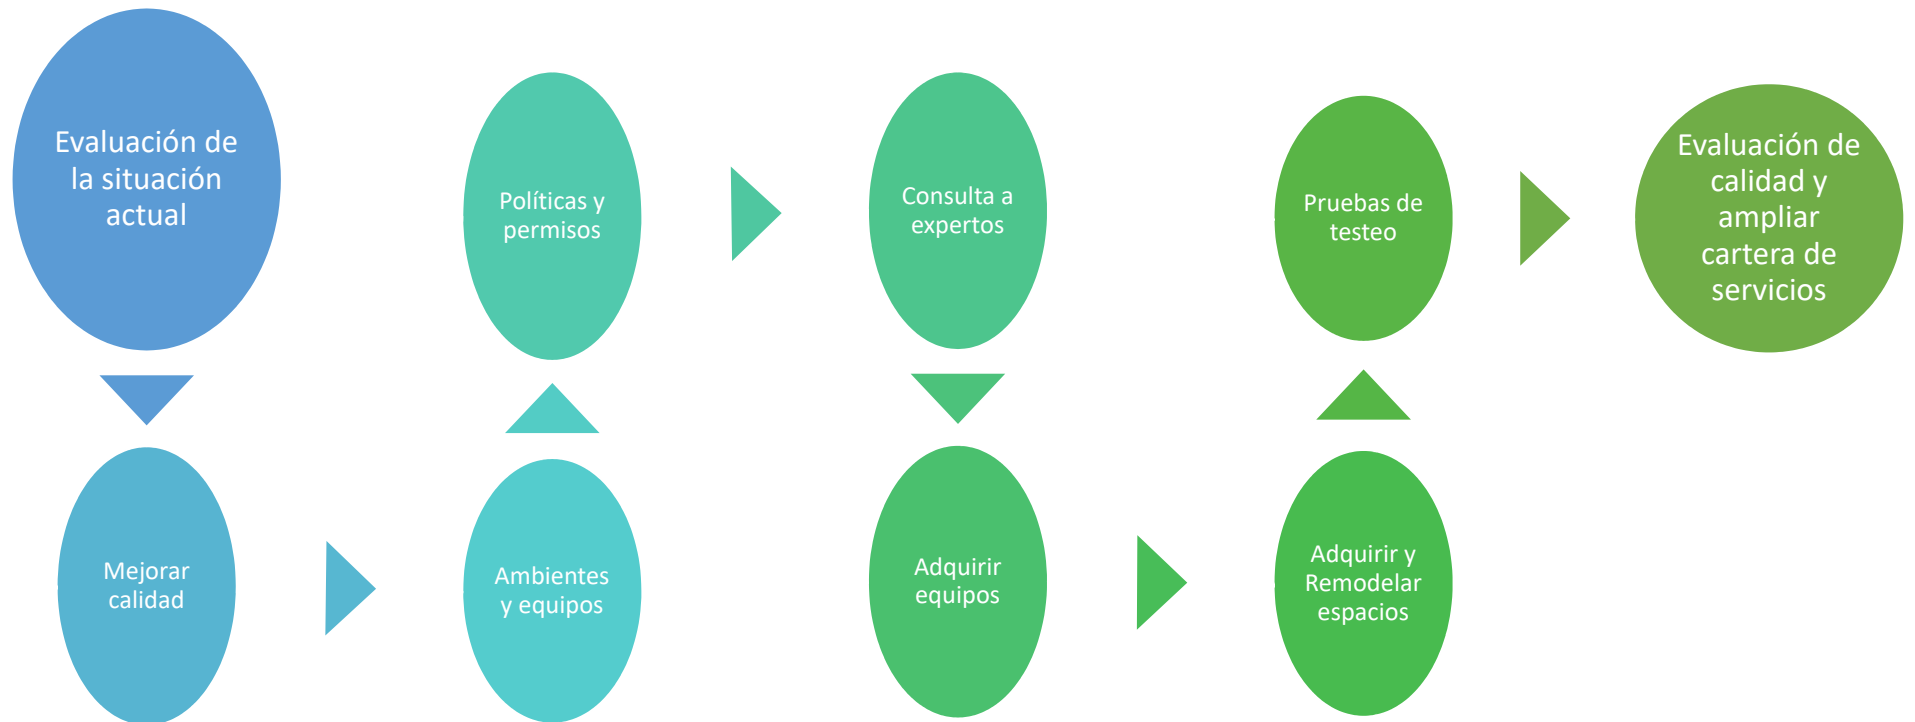 Evaluación de
la situación
actual
Mejorar
calidad
Ambientes
y equipos
Políticas y
permisos
Consulta a
expertos
Adquirir
equipos
Adquirir y
Remodelar
espacios
Pruebas de
testeo
Evaluación de
calidad y
ampliar
cartera de
servicios